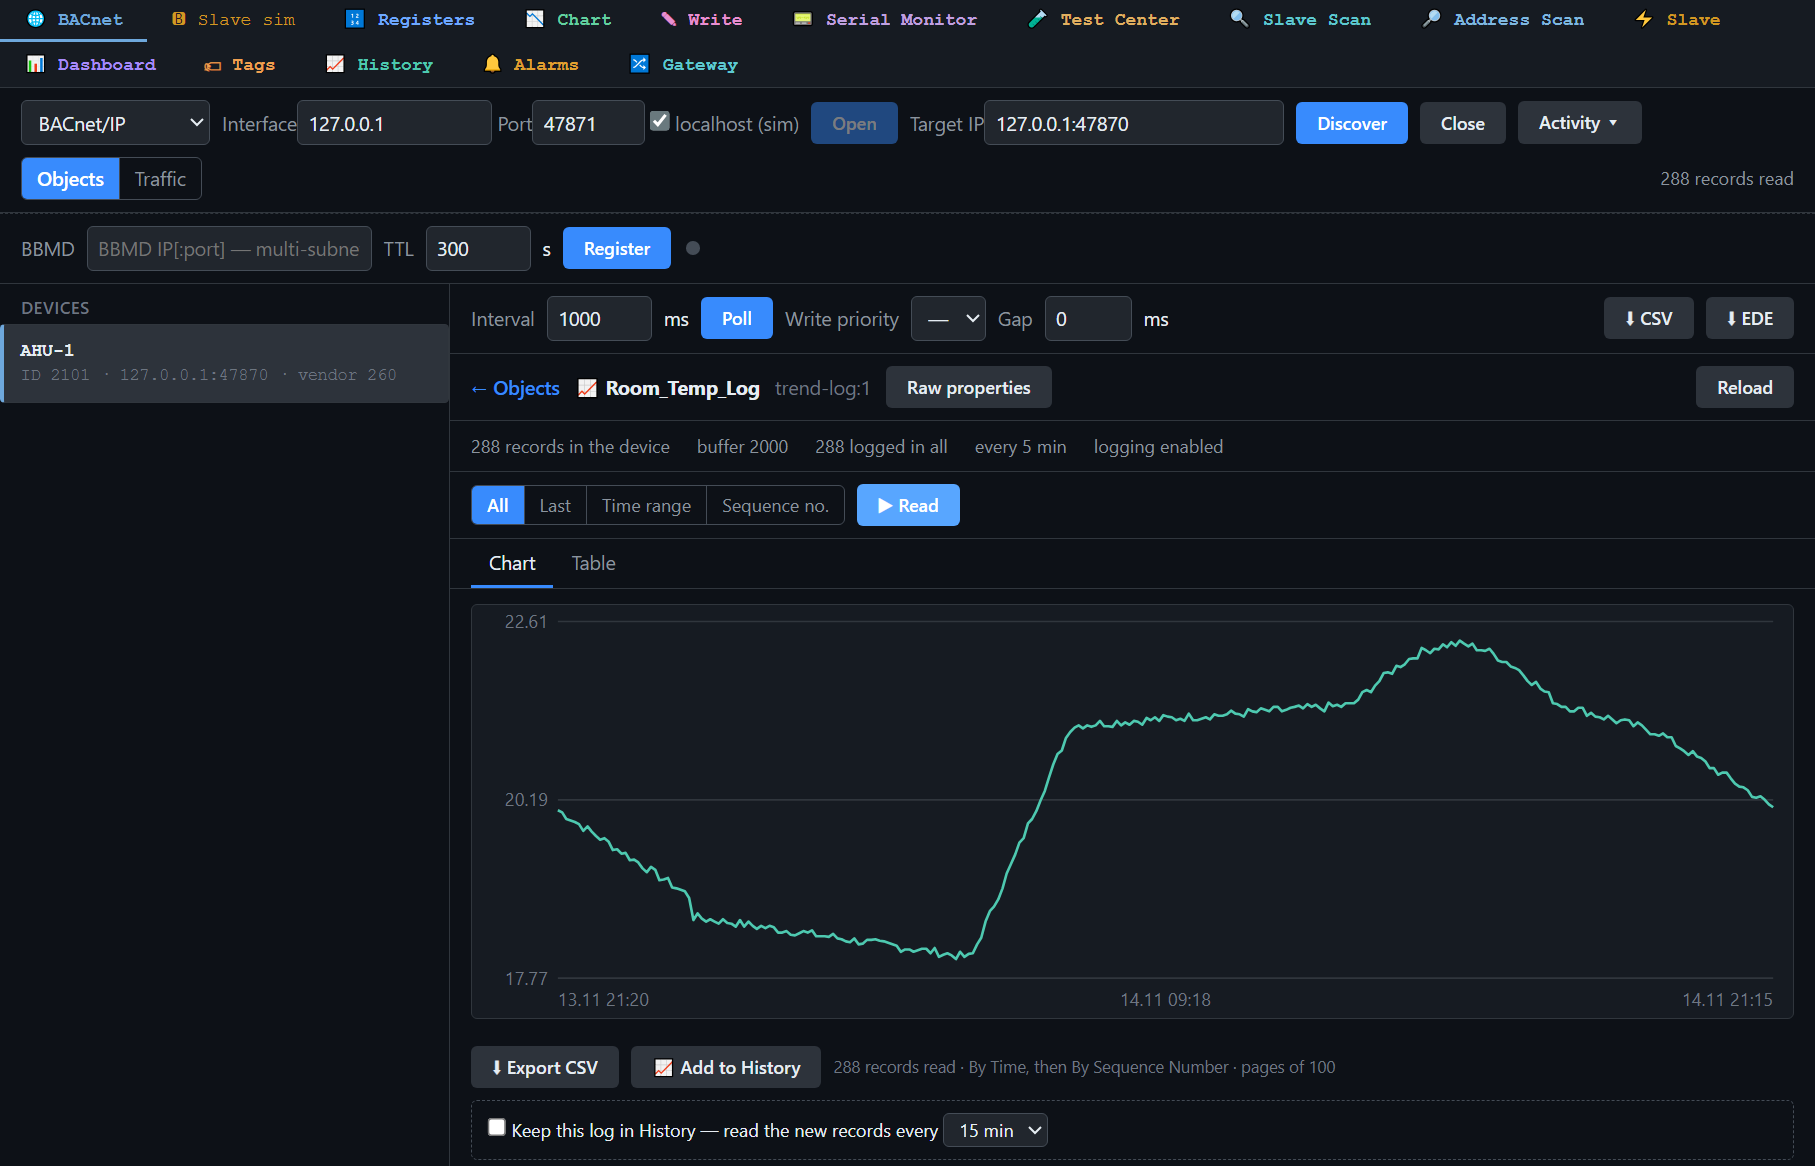 BACnet
B Slave sim
Registers
Chart
Write
Serial Monitor
Test Center
Slave Scan
Address Scan
Slave
Dashboard
Tags
History
Alarms
Gateway
BACnet/IP Interface 127.0.0.1 Port 47871 localhost (sim) Open Target IP 127.0.0.1:47870 Discover Close Activity ▼
Objects Traffic 288 records read
BBMD BBMD IP[:port] — multi-subne TTL 300 s Register
DEVICES
AHU-1
ID 2101 · 127.0.0.1:47870 · vendor 260
Interval 1000 ms Poll Write priority — Gap 0 ms ⬇ CSV ⬇ EDE
← Objects Room_Temp_Log trend-log:1 Raw properties Reload
288 records in the device buffer 2000 288 logged in all every 5 min logging enabled
All Last Time range Sequence no. ▶ Read
Chart Table
22.61
20.19
17.77
13.11 21:20 14.11 09:18 14.11 21:15
⬇ Export CSV Add to History 288 records read · By Time, then By Sequence Number · pages of 100
Keep this log in History — read the new records every 15 min